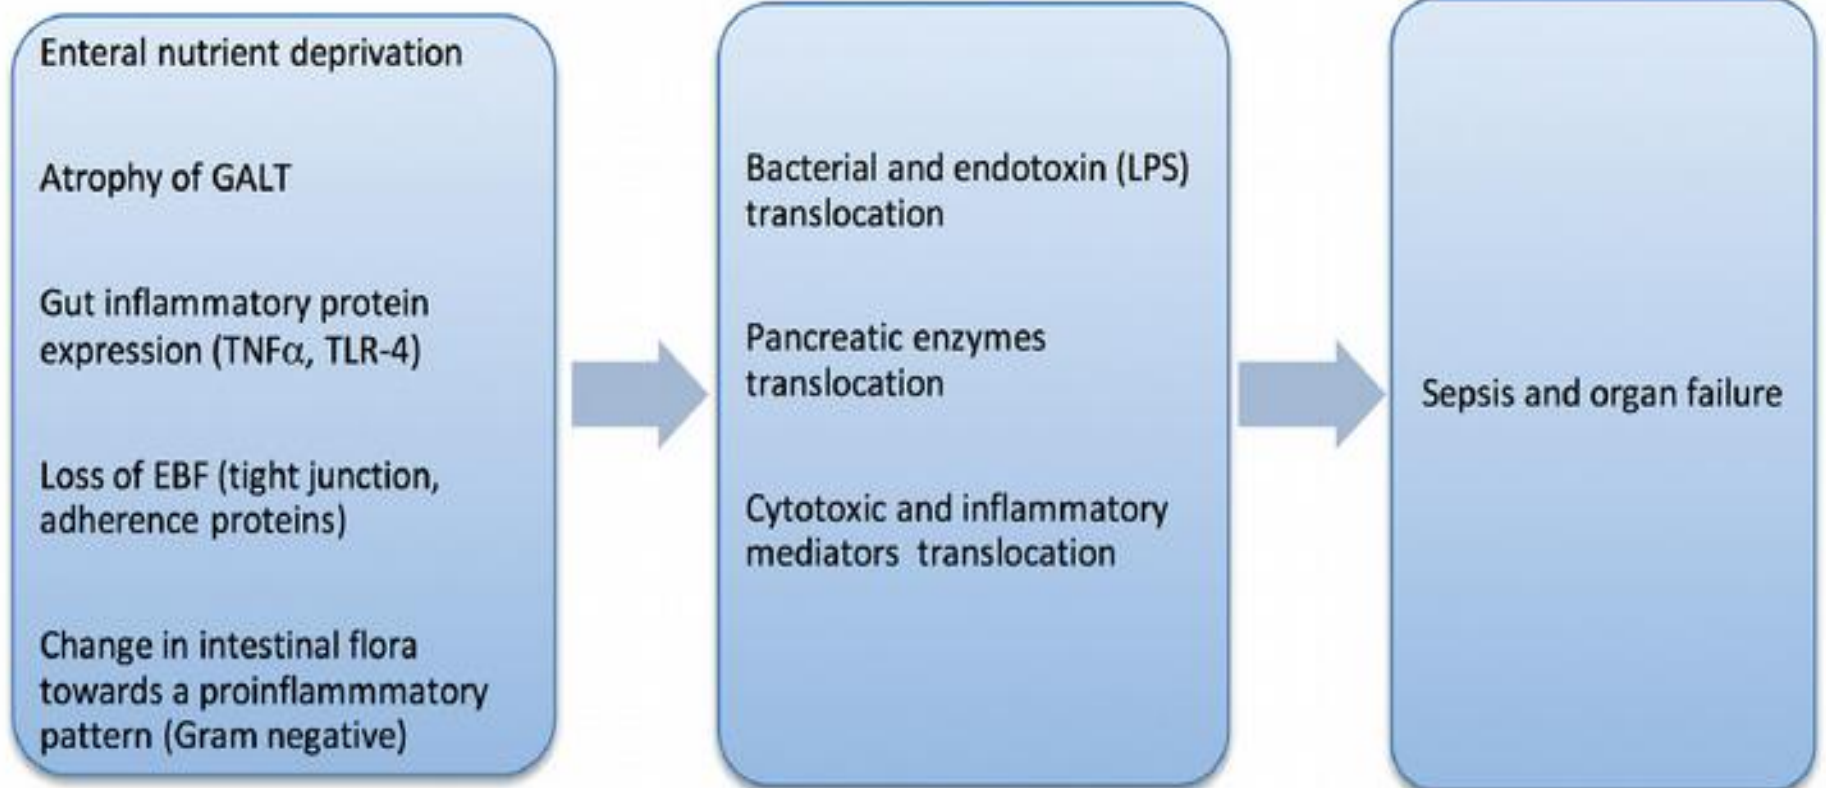 Enteral nutrient deprivation
Atrophy of GALT
Gut inflammatory protein
expression (TNFα, TLR-4)
Loss of EBF (tight junction,
adherence proteins)
Change in intestinal flora
towards a proinflammmatory
pattern (Gram negative)
Bacterial and endotoxin (LPS)
translocation
Pancreatic enzymes
translocation
Cytotoxic and inflammatory
mediators translocation
Sepsis and organ failure